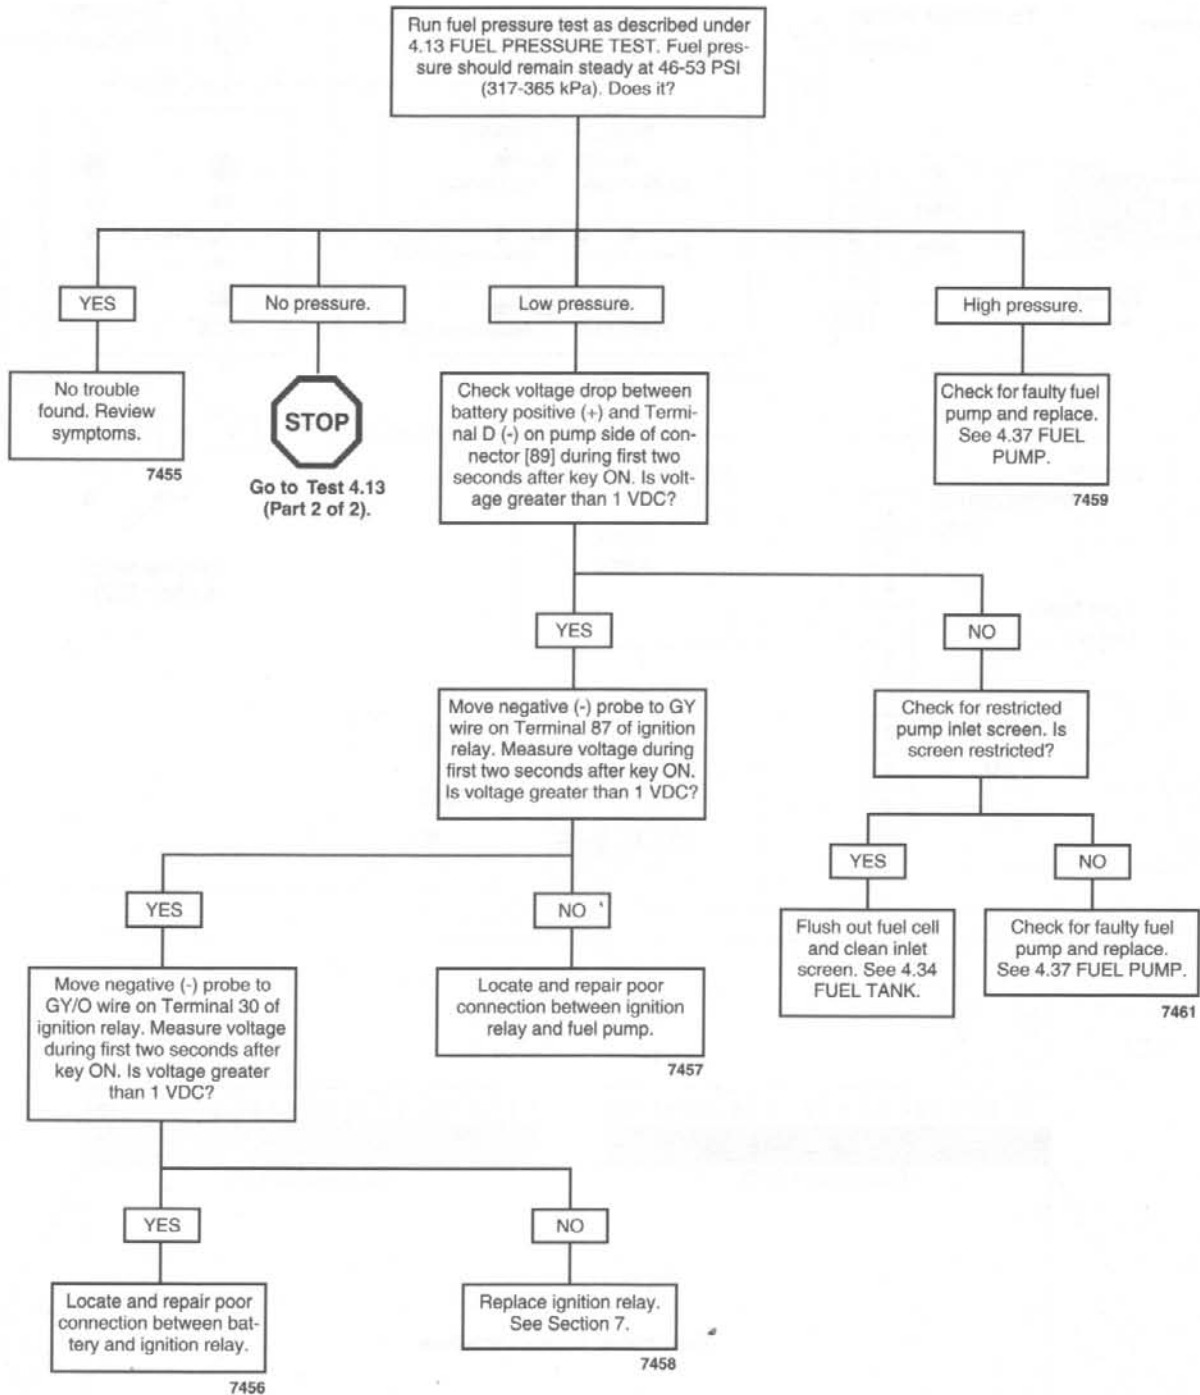 Run fuel pressure test as described under
4.13 FUEL PRESSURE TEST. Fuel pres-
sure should remain steady at 46-53 PSI
(317-365 kPa). Does it?
YES
No pressure.
Low pressure.
High pressure.
No trouble
found. Review
symptoms.
7455
STOP
Go to Test 4.13
(Part 2 of 2).
Check voltage drop between
battery positive (+) and Termi-
nal D (-) on pump side of con-
nector [89] during first two
seconds after key ON. Is volt-
age greater than 1 VDC?
Check for faulty fuel
pump and replace.
See 4.37 FUEL
PUMP.
7459
YES
NO
Move negative (-) probe to GY
wire on Terminal 87 of ignition
relay. Measure voltage during
first two seconds after key ON.
Is voltage greater than 1 VDC?
Check for restricted
pump inlet screen. Is
screen restricted?
YES
NO
YES
NO
Move negative (-) probe to
GY/O wire on Terminal 30 of
ignition relay. Measure voltage
during first two seconds after
key ON. Is voltage greater
than 1 VDC?
Locate and repair poor
connection between ignition
relay and fuel pump.
7457
Flush out fuel cell
and clean inlet
screen. See 4.34
FUEL TANK.
Check for faulty fuel
pump and replace.
See 4.37 FUEL PUMP.
7461
YES
NO
Locate and repair poor
connection between bat-
tery and ignition relay.
7456
Replace ignition relay.
See Section 7.
7458